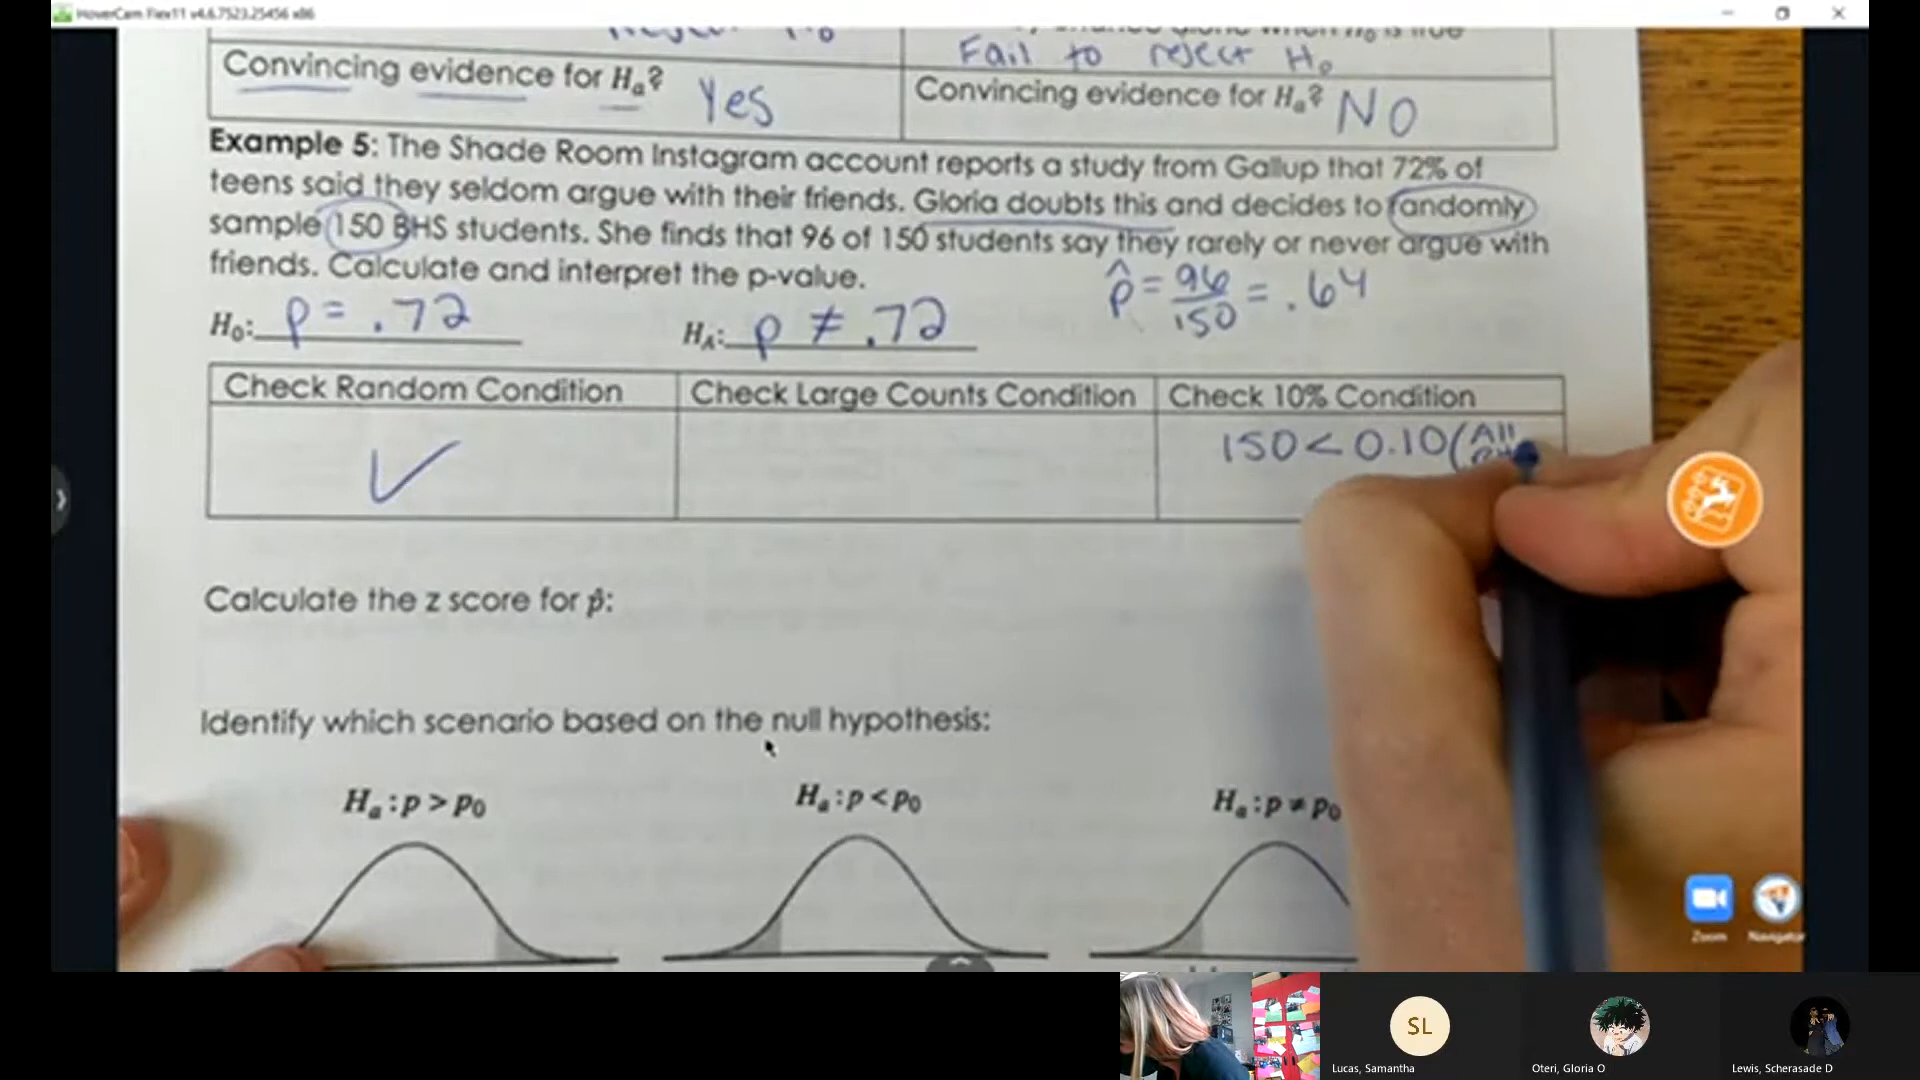 HoverCam Flex11 v4.6.7523.25456 x86
Fail to reject H₀
Convincing evidence for Hₐ? Yes
Convincing evidence for Hₐ? NO
Example 5: The Shade Room Instagram account reports a study from Gallup that 72% of
teens said they seldom argue with their friends. Gloria doubts this and decides to randomly
sample 150 BHS students. She finds that 96 of 150 students say they rarely or never argue with
friends. Calculate and interpret the p-value.
p̂ = 96/150 = .64
H₀: p = .72 H_A: p ≠ .72
Check Random Condition Check Large Counts Condition Check 10% Condition
✓ 150 < 0.10 (All
Calculate the z score for p̂:
Identify which scenario based on the null hypothesis:
Hₐ : p > p₀ Hₐ : p < p₀ Hₐ : p ≠ p₀
Zoom Navigator
SL
Lucas, Samantha Oteri, Gloria O Lewis, Scherasade D